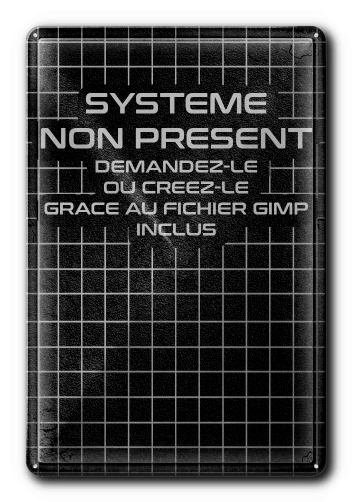 SYSTEME
NON PRESENT
DEMANDEZ-LE
OU CREEZ-LE
GRACE AU FICHIER GIMP
INCLUS